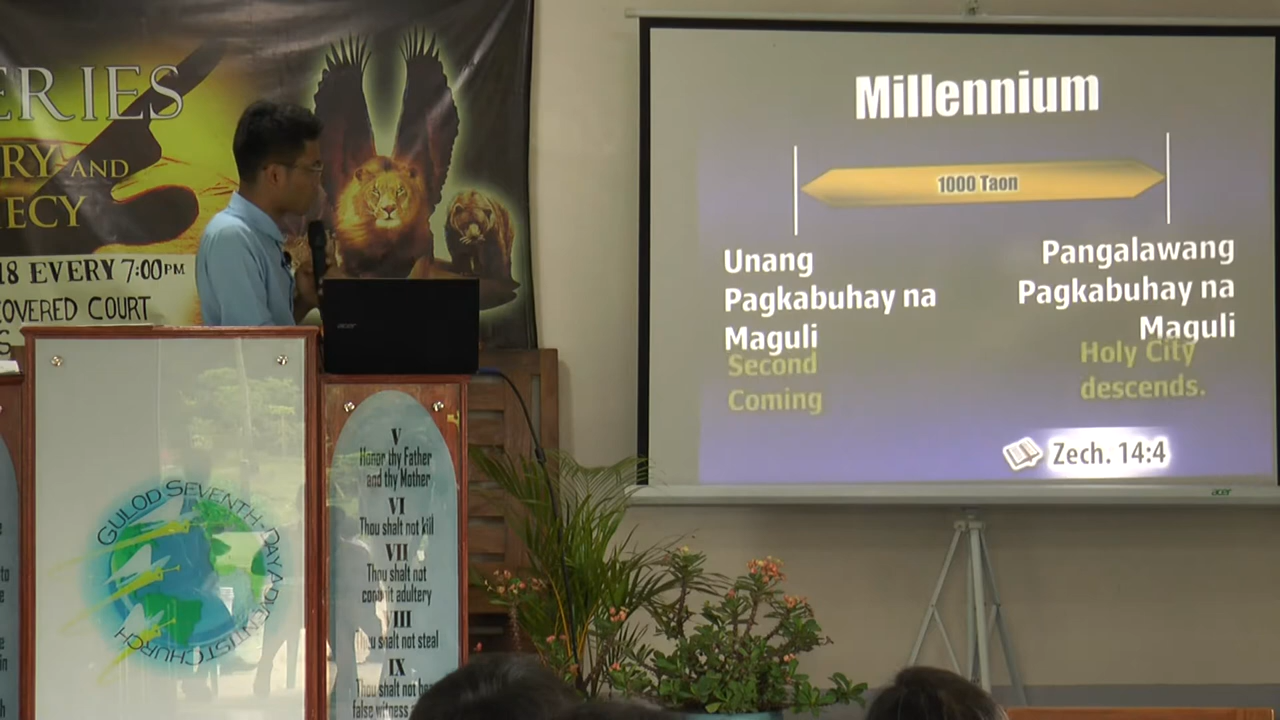 ERIES
RY AND
ECY
18 EVERY 7:00PM
COVERED COURT
Millennium
1000 Taon
Unang
Pagkabuhay na
Maguli
Second
Coming
Pangalawang
Pagkabuhay na
Maguli
Holy City
descends.
Zech. 14:4
acer
acer
GULOD SEVENTH-DAY ADVENTIST CHURCH
V
Honor thy Father
and thy Mother
VI
Thou shalt not kill
VII
Thou shalt not
commit adultery
VIII
Thou shalt not steal
IX
Thou shalt not
false witness